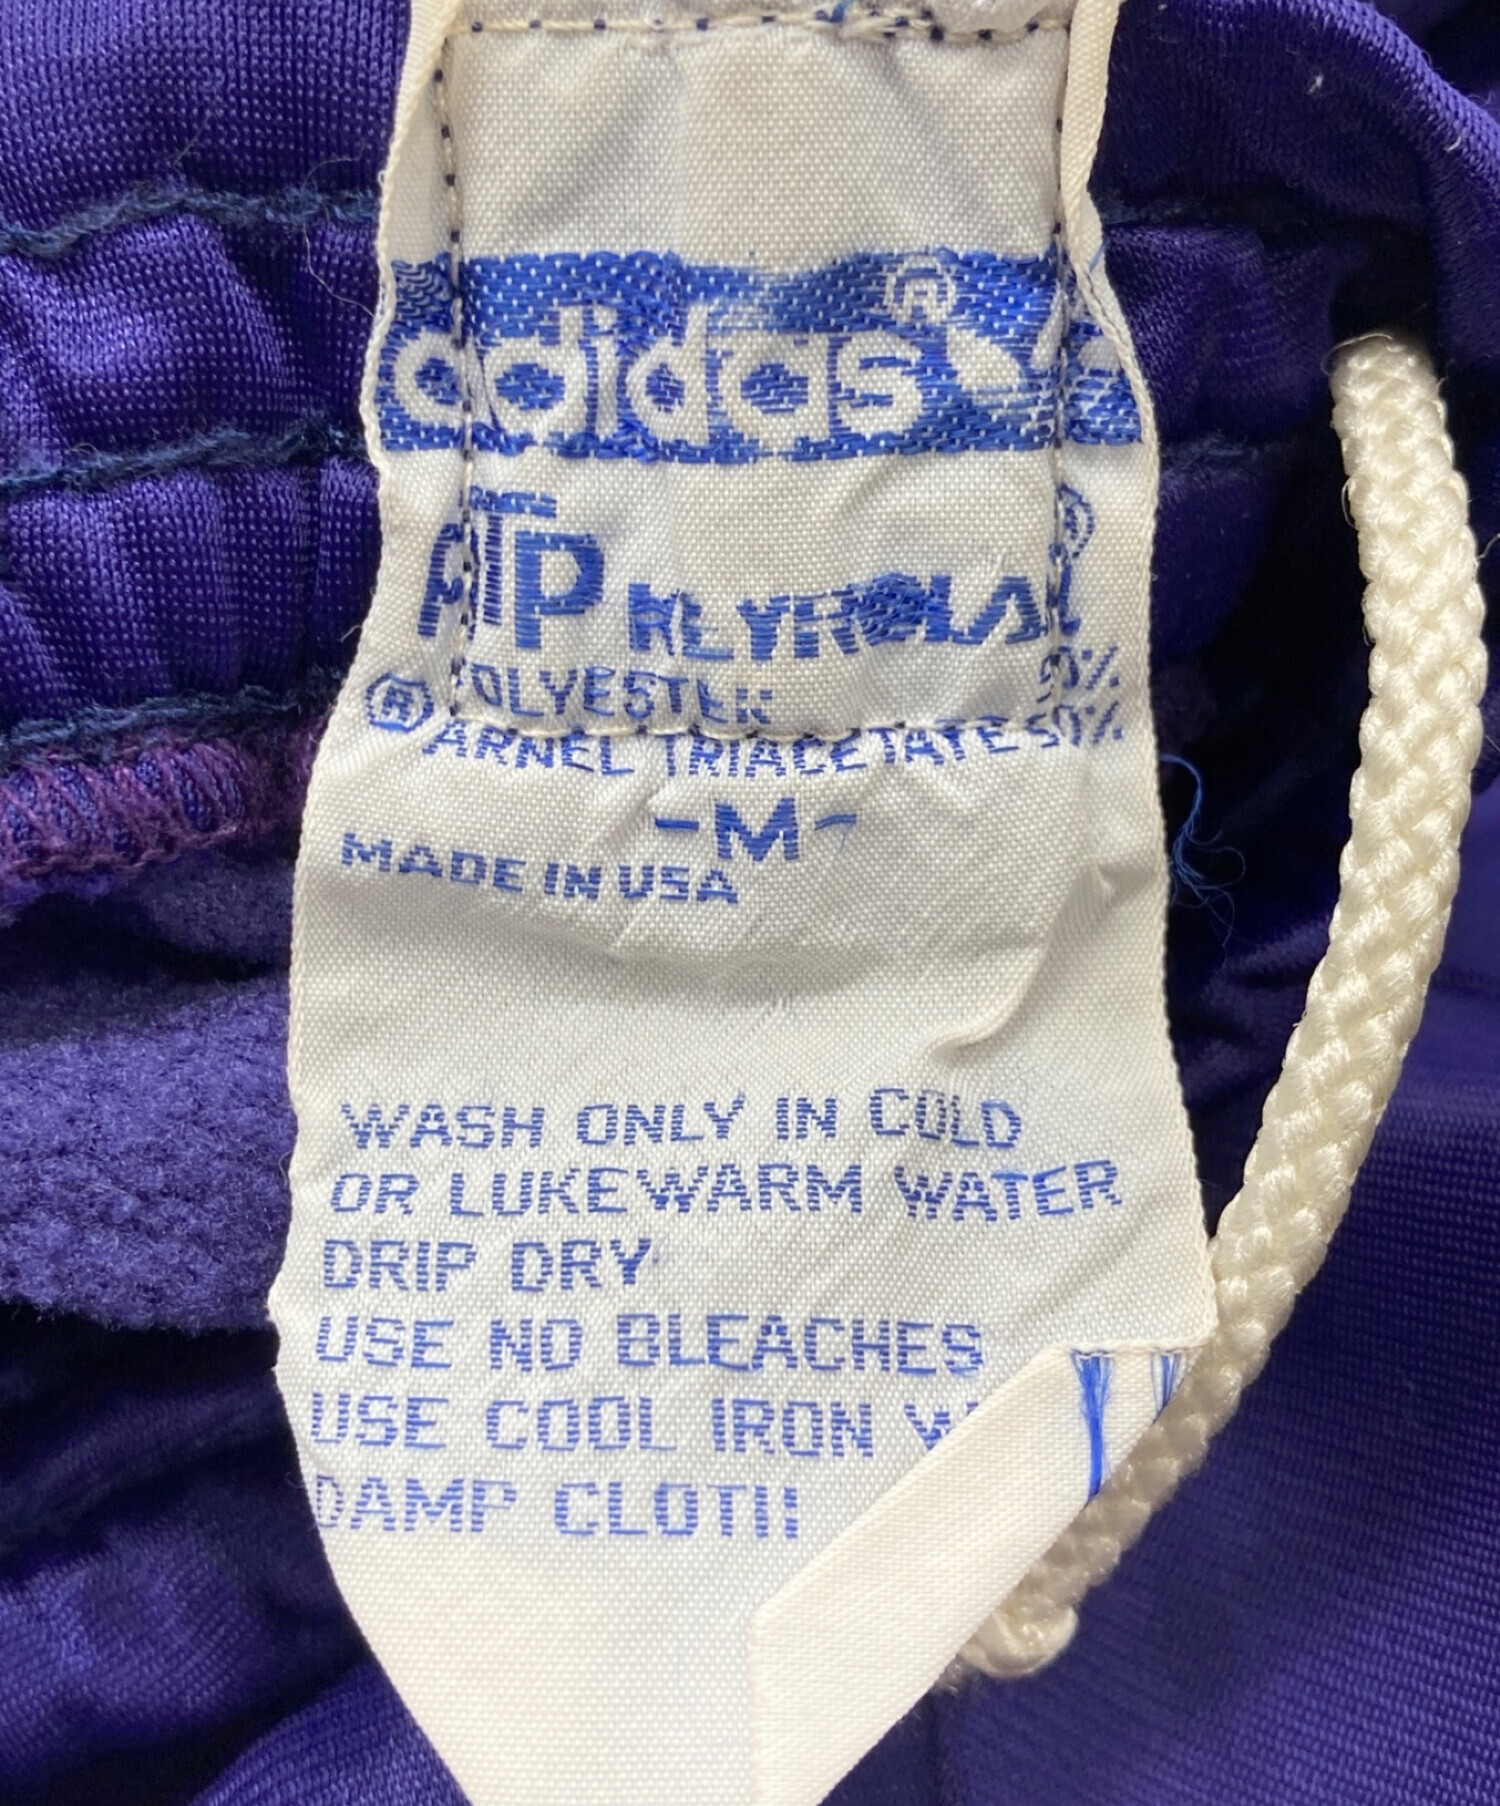 adidas®
ATP KEYROLAN®
POLYESTER 50%
®ARNEL TRIACETATE 50%
-M-
MADE IN USA
WASH ONLY IN COLD
OR LUKEWARM WATER
DRIP DRY
USE NO BLEACHES
USE COOL IRON
DAMP CLOTH